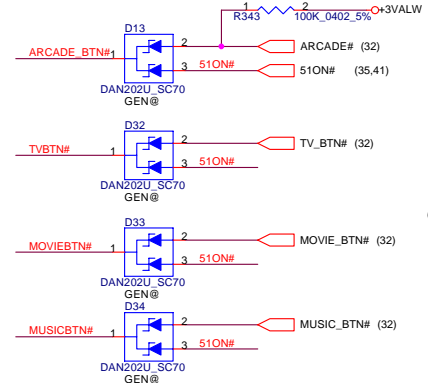 1 2 +3VALW
R343 100K_0402_5%
D13
ARCADE_BTN# 1 2 ARCADE# (32)
3 51ON# 51ON# (35,41)
DAN202U_SC70
GEN@
D32
TVBTN# 1 2 TV_BTN# (32)
3 51ON#
DAN202U_SC70
GEN@
D33
MOVIEBTN# 1 2 MOVIE_BTN# (32)
3 51ON#
DAN202U_SC70
GEN@
D34
MUSICBTN# 1 2 MUSIC_BTN# (32)
3 51ON#
DAN202U_SC70
GEN@